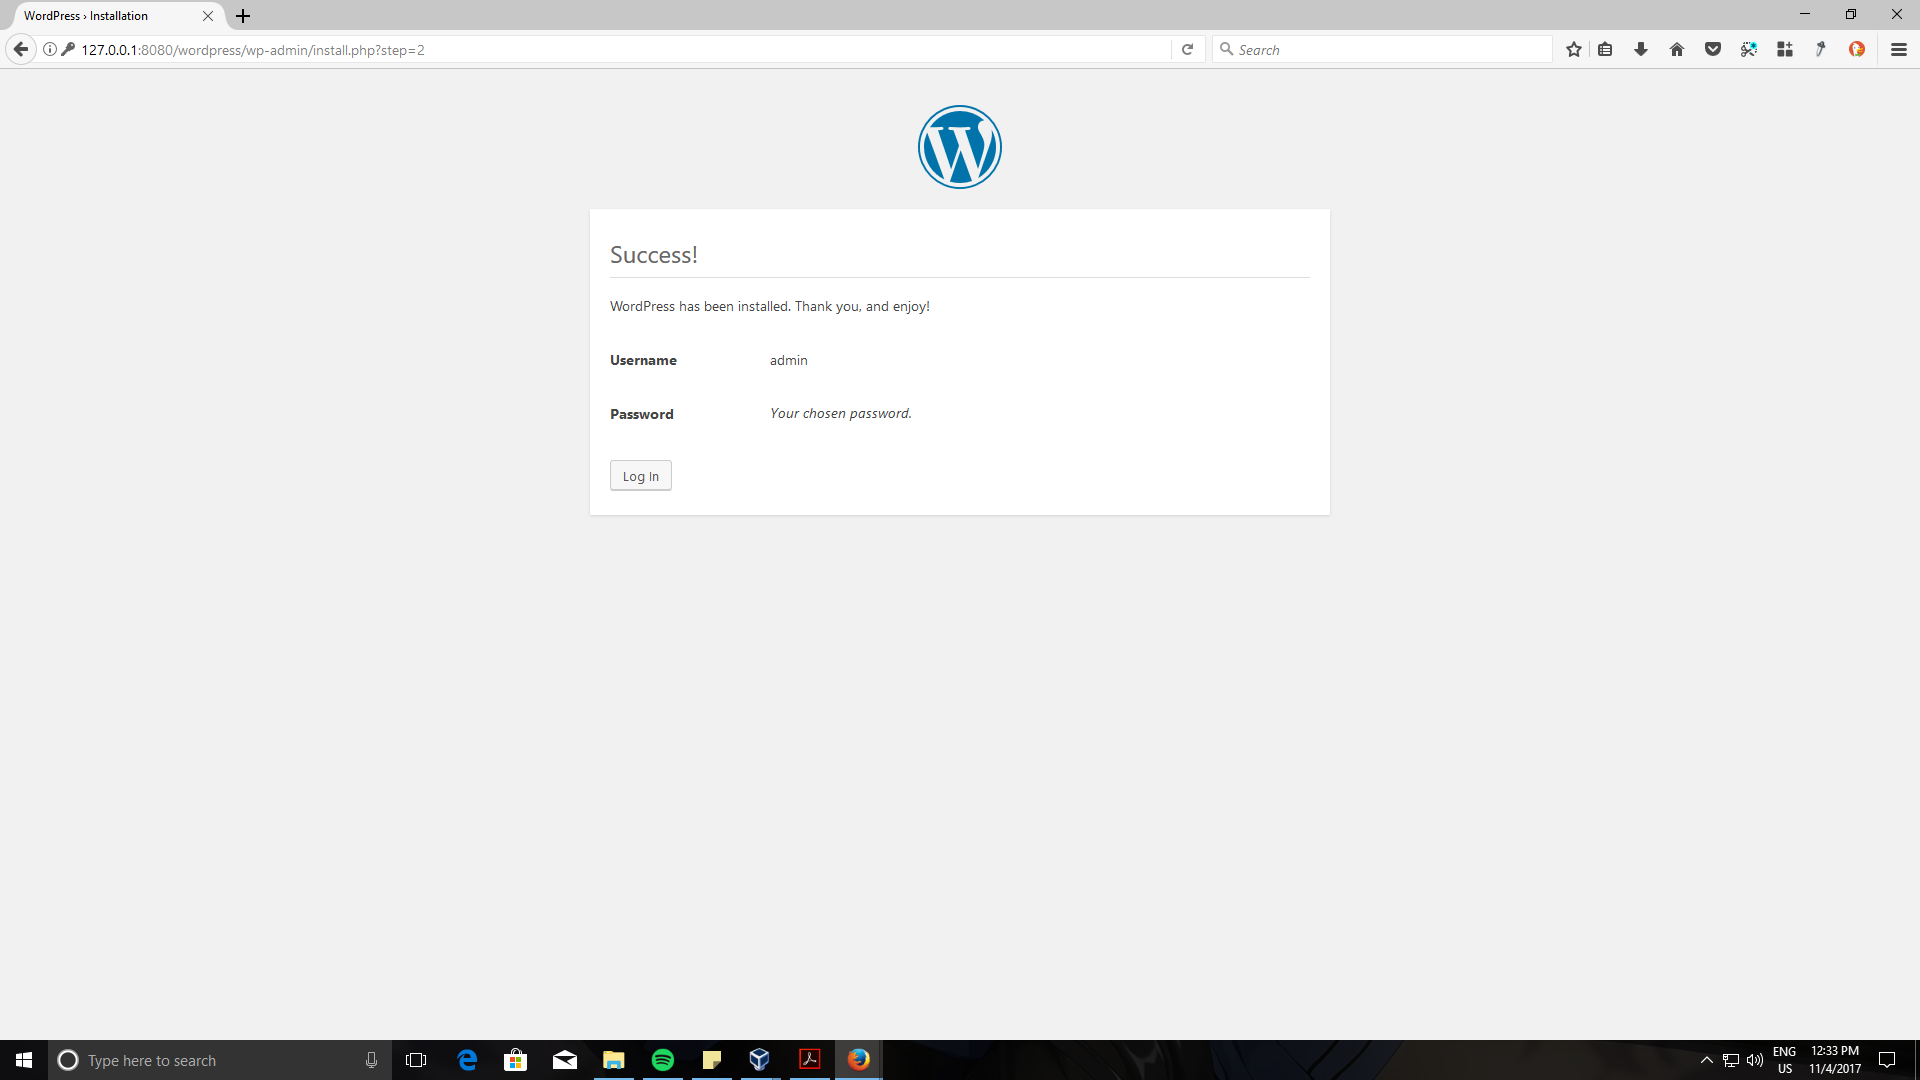 WordPress › Installation
127.0.0.1:8080/wordpress/wp-admin/install.php?step=2
Search
Success!
WordPress has been installed. Thank you, and enjoy!
Username admin
Password Your chosen password.
Log In
Type here to search
ENG
US
12:33 PM
11/4/2017